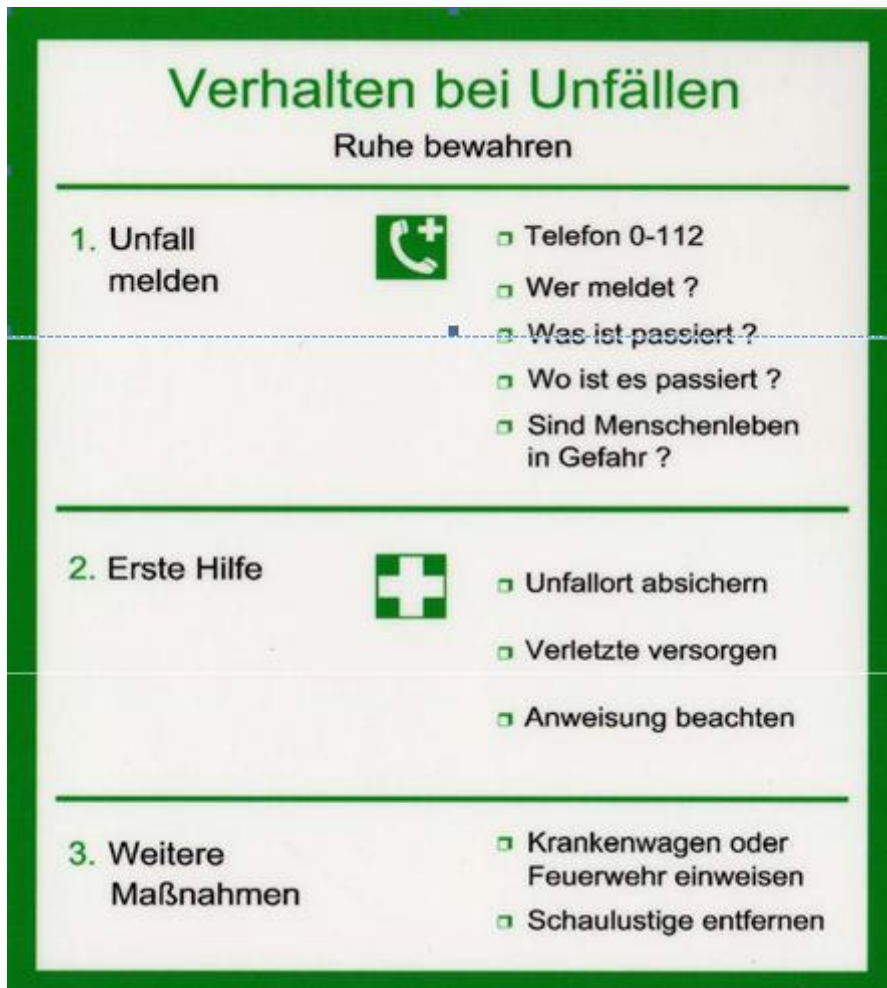 Verhalten bei Unfällen
Ruhe bewahren
1. Unfall
melden
Telefon 0-112
Wer meldet ?
Was ist passiert ?
Wo ist es passiert ?
Sind Menschenleben
in Gefahr ?
2. Erste Hilfe
Unfallort absichern
Verletzte versorgen
Anweisung beachten
3. Weitere
Maßnahmen
Krankenwagen oder
Feuerwehr einweisen
Schaulustige entfernen